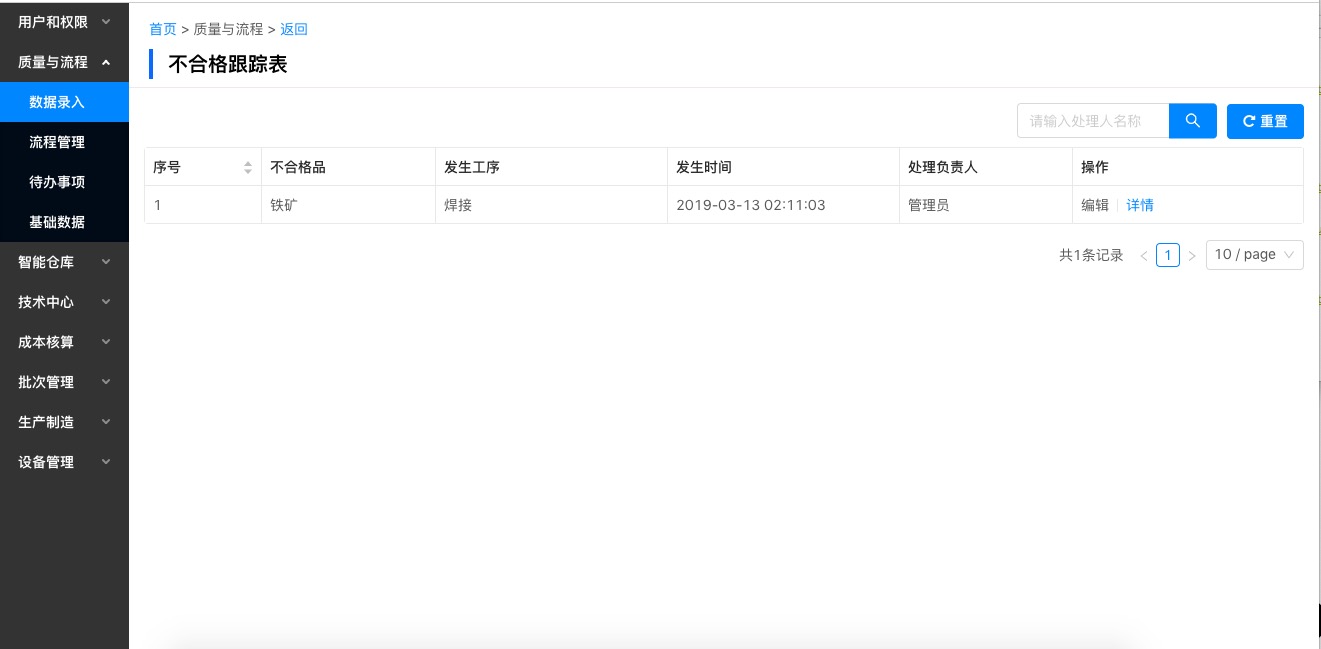 用户和权限
质量与流程
数据录入
流程管理
待办事项
基础数据
智能仓库
技术中心
成本核算
批次管理
生产制造
设备管理
首页 > 质量与流程 > 返回
不合格跟踪表
请输入处理人名称 重置
序号 不合格品 发生工序 发生时间 处理负责人 操作
1 铁矿 焊接 2019-03-13 02:11:03 管理员 编辑 详情
共1条记录 < 1 > 10 / page